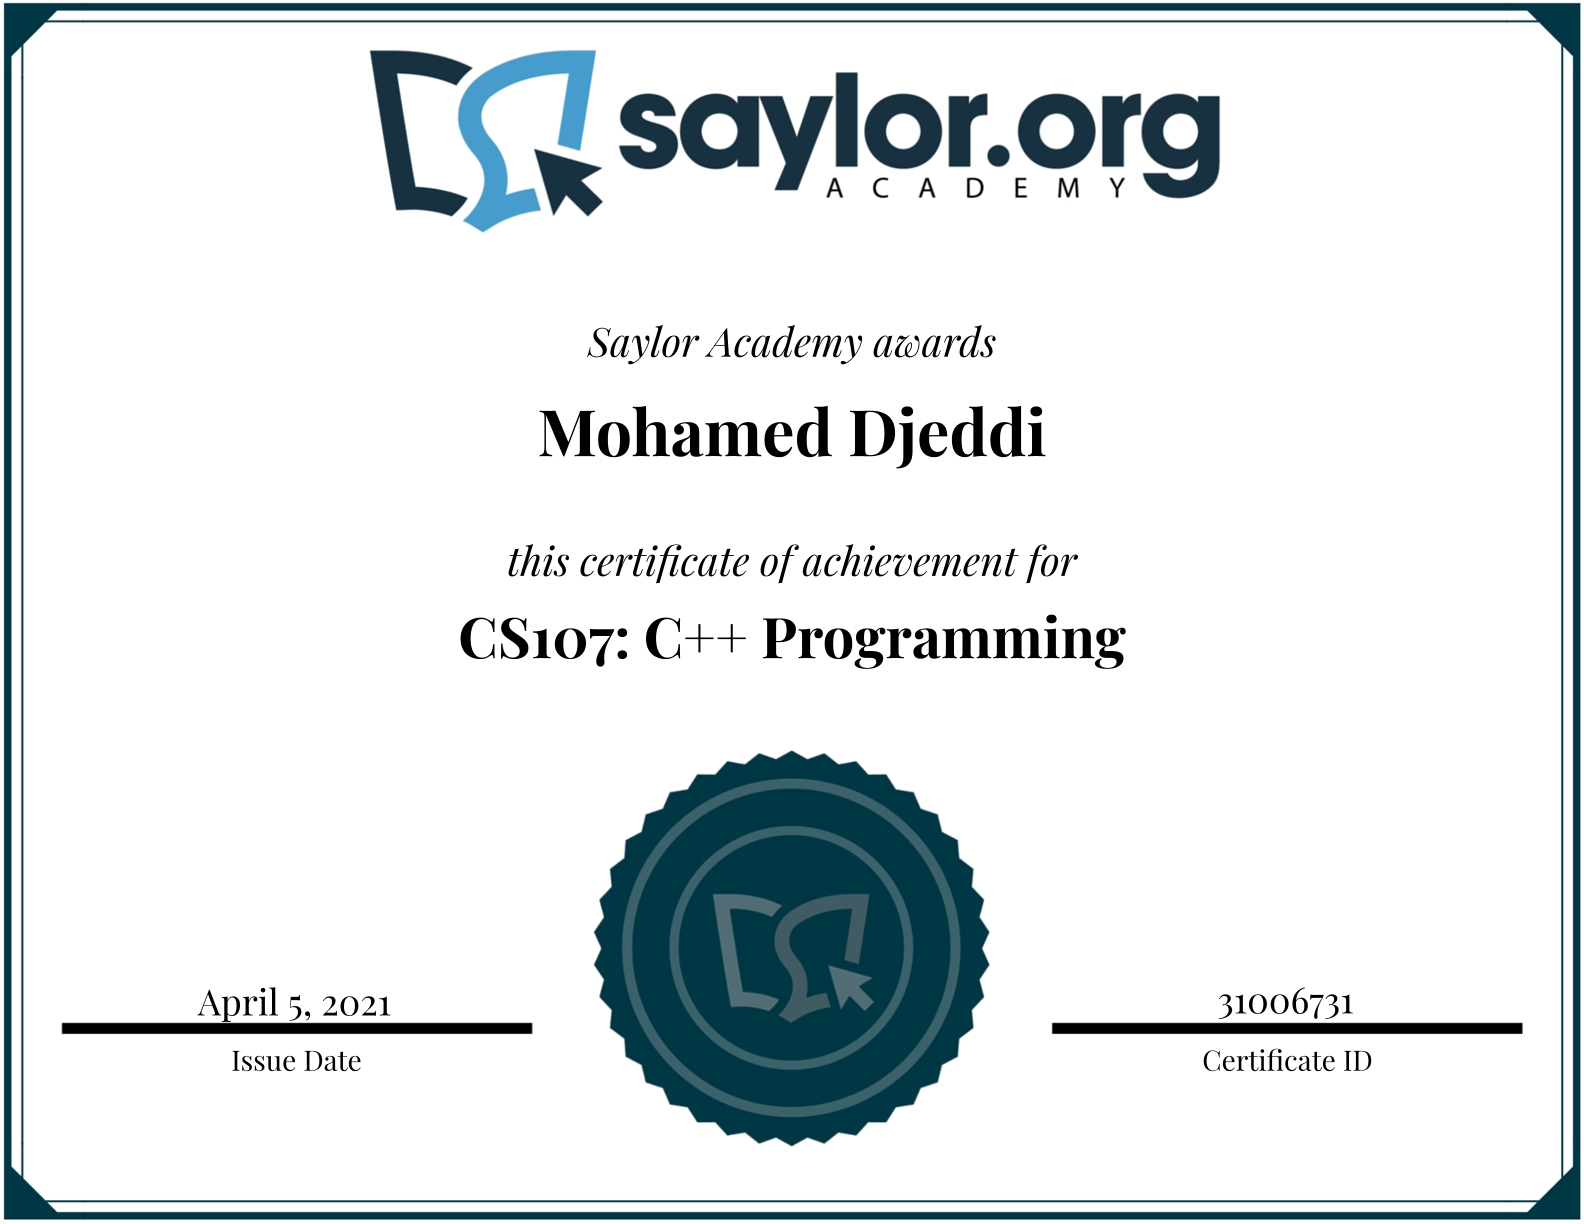 saylor.org
ACADEMY
Saylor Academy awards
Mohamed Djeddi
this certificate of achievement for
CS107: C++ Programming
April 5, 2021
Issue Date
31006731
Certificate ID